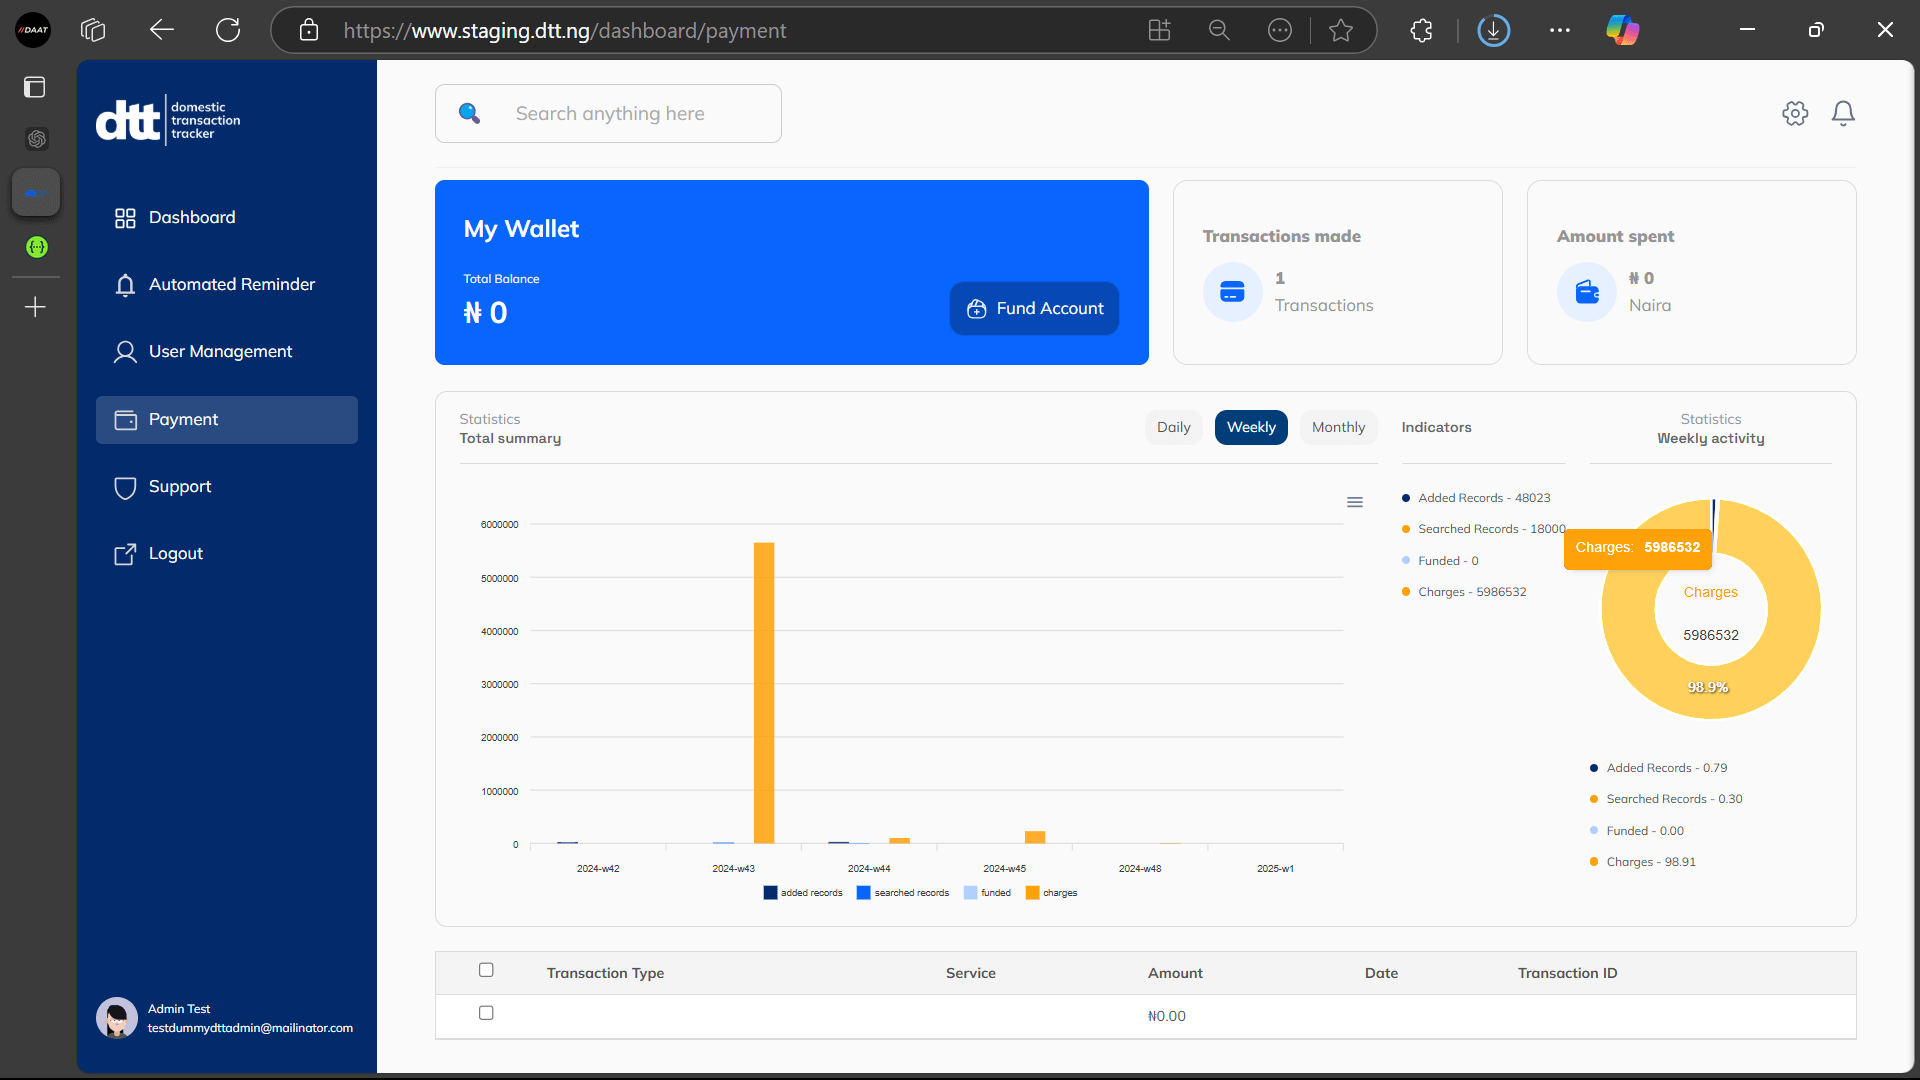 //DAAT
https://www.staging.dtt.ng/dashboard/payment
dtt
domestic
transaction
tracker
Dashboard
Automated Reminder
User Management
Payment
Support
Logout
Admin Test
testdummydttadmin@mailinator.com
Search anything here
My Wallet
Total Balance
₦ 0
Fund Account
Transactions made
1
Transactions
Amount spent
₦ 0
Naira
Statistics
Total summary
Daily
Weekly
Monthly
6000000
5000000
4000000
3000000
2000000
1000000
0
2024-w42
2024-w43
2024-w44
2024-w45
2024-w48
2025-w1
added records
searched records
funded
charges
Indicators
Added Records - 48023
Searched Records - 18000
Funded - 0
Charges - 5986532
Statistics
Weekly activity
Charges: 5986532
Charges
5986532
98.9%
Added Records - 0.79
Searched Records - 0.30
Funded - 0.00
Charges - 98.91
Transaction Type
Service
Amount
Date
Transaction ID
₦0.00